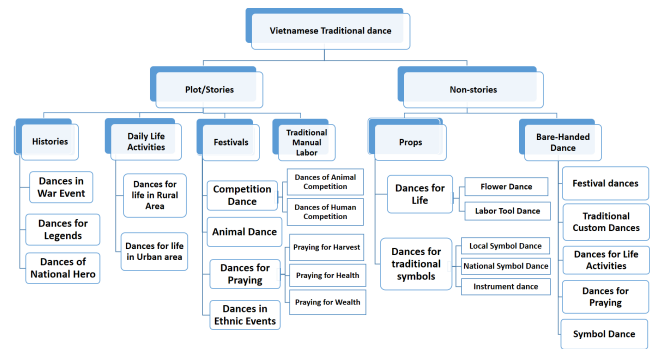 Vietnamese Traditional dance
Plot/Stories
Non-stories
Histories
Daily Life
Activities
Festivals
Traditional
Manual
Labor
Props
Bare-Handed
Dance
Dances in
War Event
Dances for
Legends
Dances of
National Hero
Dances for
life in Rural
Area
Dances for
life in Urban area
Competition
Dance
Dances of Animal
Competition
Dances of Human
Competition
Animal Dance
Dances for
Praying
Praying for Harvest
Praying for Health
Praying for Wealth
Dances in
Ethnic Events
Dances for
Life
Flower Dance
Labor Tool Dance
Dances for
traditional
symbols
Local Symbol Dance
National Symbol Dance
Instrument dance
Festival dances
Traditional
Custom Dances
Dances for Life
Activities
Dances for
Praying
Symbol Dance